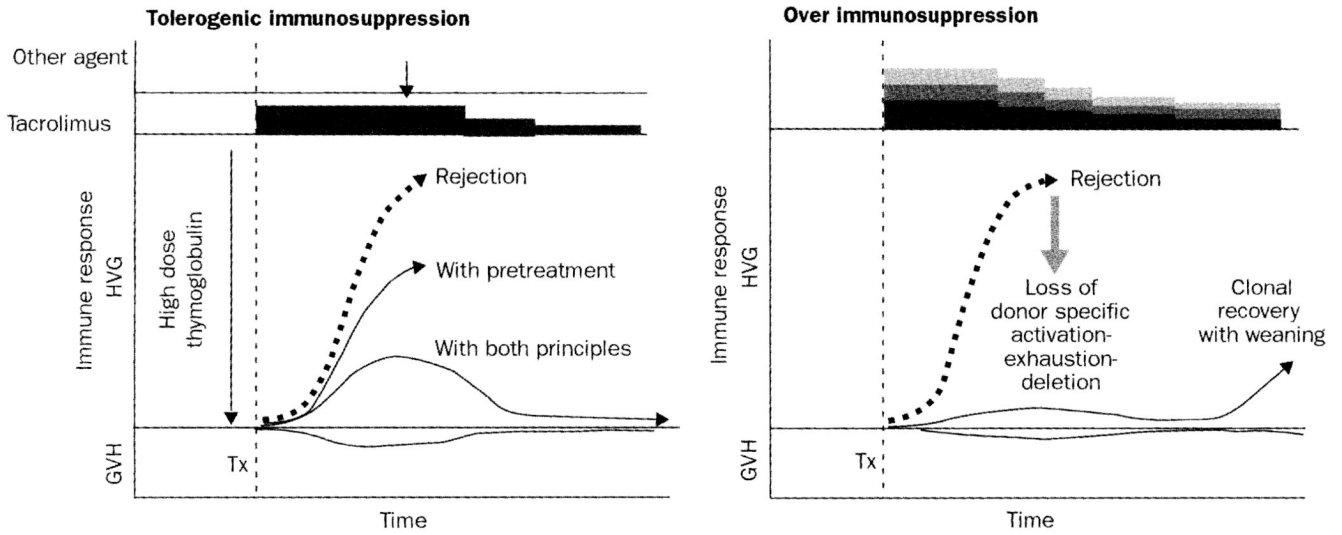 Tolerogenic immunosuppression
Other agent
Tacrolimus
Immune response
HVG
GVH
High dose
thymoglobulin
Rejection
With pretreatment
With both principles
Tx
Time
Over immunosuppression
Immune response
HVG
GVH
Rejection
Loss of
donor specific
activation-
exhaustion-
deletion
Clonal
recovery
with weaning
Tx
Time